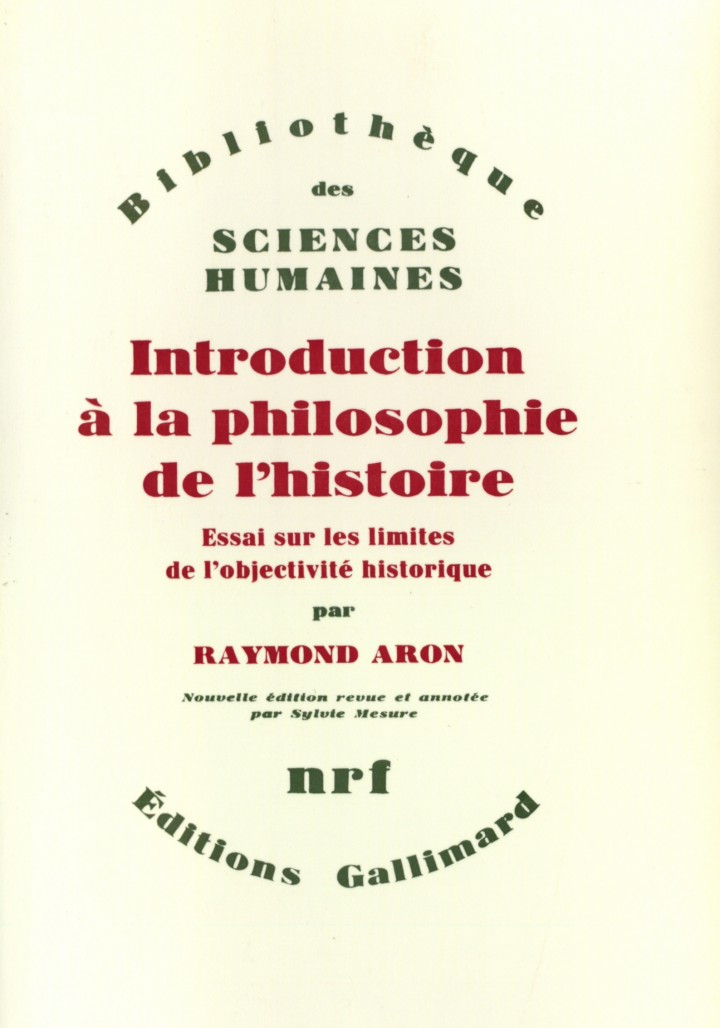 Bibliothèque
des
SCIENCES
HUMAINES
Introduction
à la philosophie
de l'histoire
Essai sur les limites
de l'objectivité historique
par
RAYMOND ARON
Nouvelle édition revue et annotée
par Sylvie Mesure
nrf
Éditions Gallimard